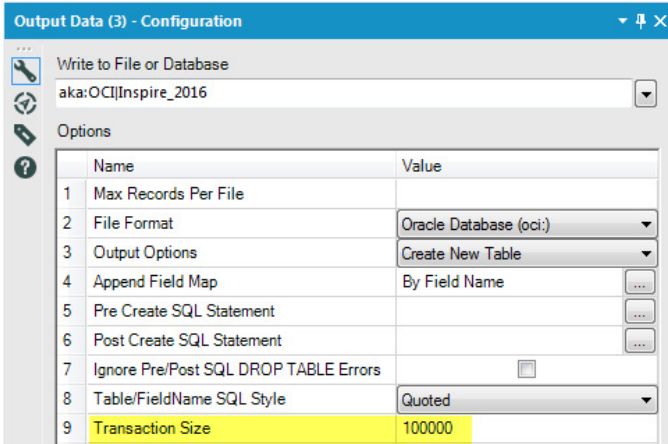 Output Data (3) - Configuration
Write to File or Database
aka:OCI|Inspire_2016
Options
Name Value
1 Max Records Per File
2 File Format Oracle Database (oci:)
3 Output Options Create New Table
4 Append Field Map By Field Name ...
5 Pre Create SQL Statement ...
6 Post Create SQL Statement ...
7 Ignore Pre/Post SQL DROP TABLE Errors
8 Table/FieldName SQL Style Quoted
9 Transaction Size 100000